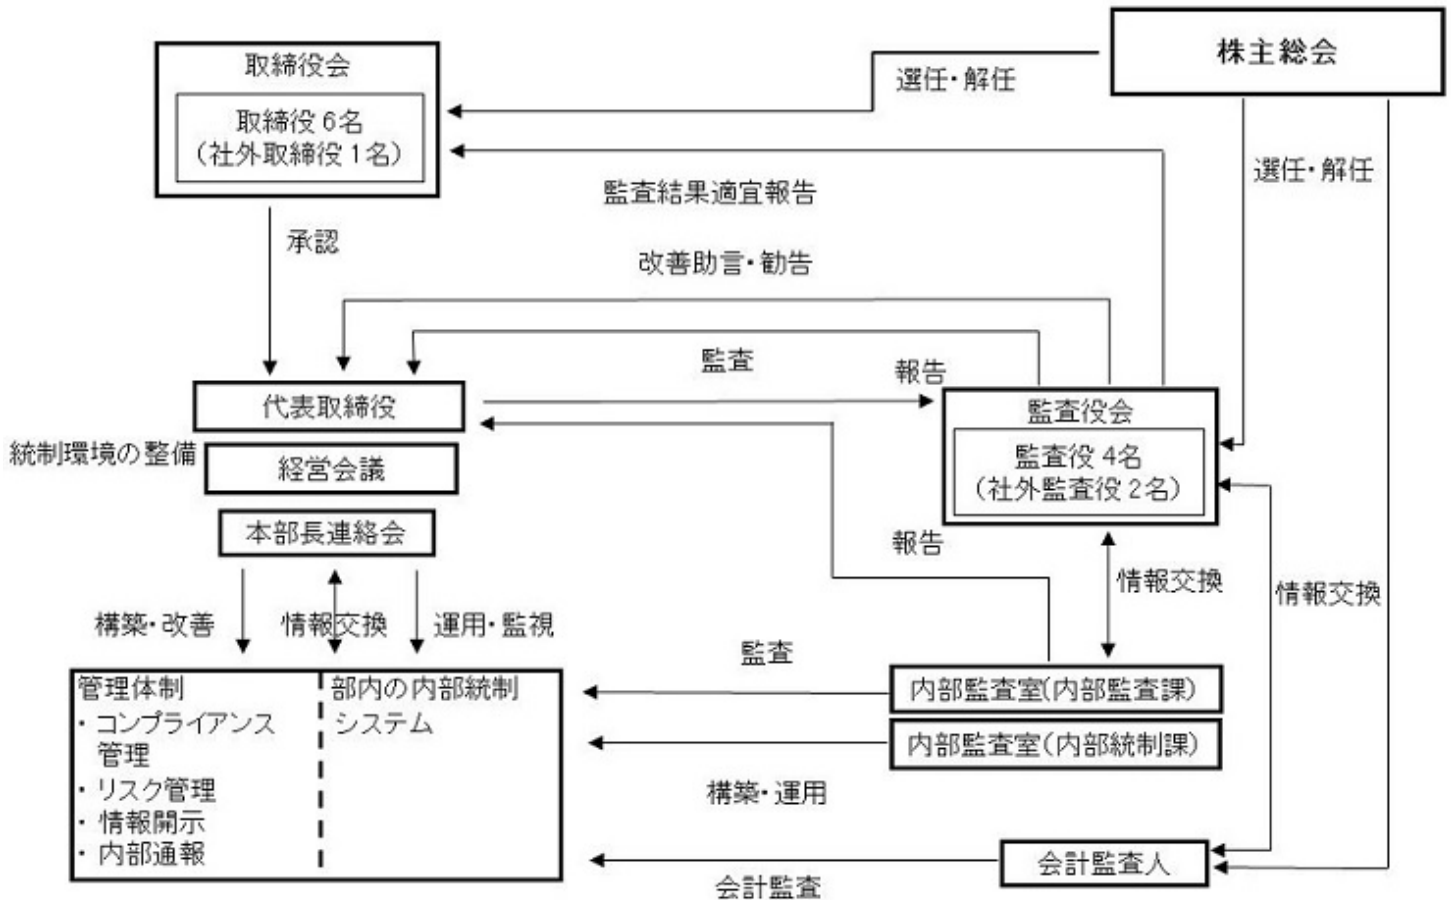 株主総会
取締役会
取締役 6名
（社外取締役 1名）
選任・解任
選任・解任
監査結果適宜報告
承認
改善助言・勧告
監査
報告
代表取締役
監査役会
監査役 4名
（社外監査役 2名）
統制環境の整備
経営会議
本部長連絡会
報告
情報交換
情報交換
構築・改善
情報交換
運用・監視
監査
管理体制
・ コンプライアンス
管理
・ リスク管理
・ 情報開示
・ 内部通報
部内の内部統制
システム
内部監査室(内部監査課)
内部監査室(内部統制課)
構築・運用
会計監査人
会計監査